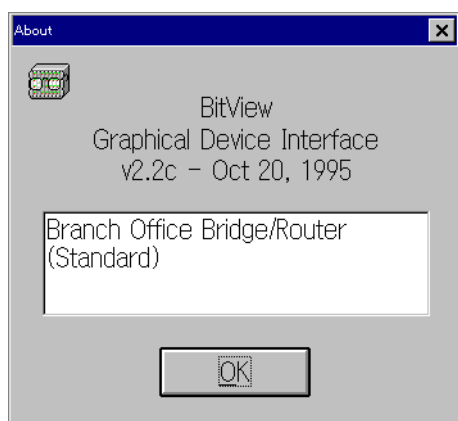 About
BitView
Graphical Device Interface
v2.2c - Oct 20, 1995
Branch Office Bridge/Router
(Standard)
OK